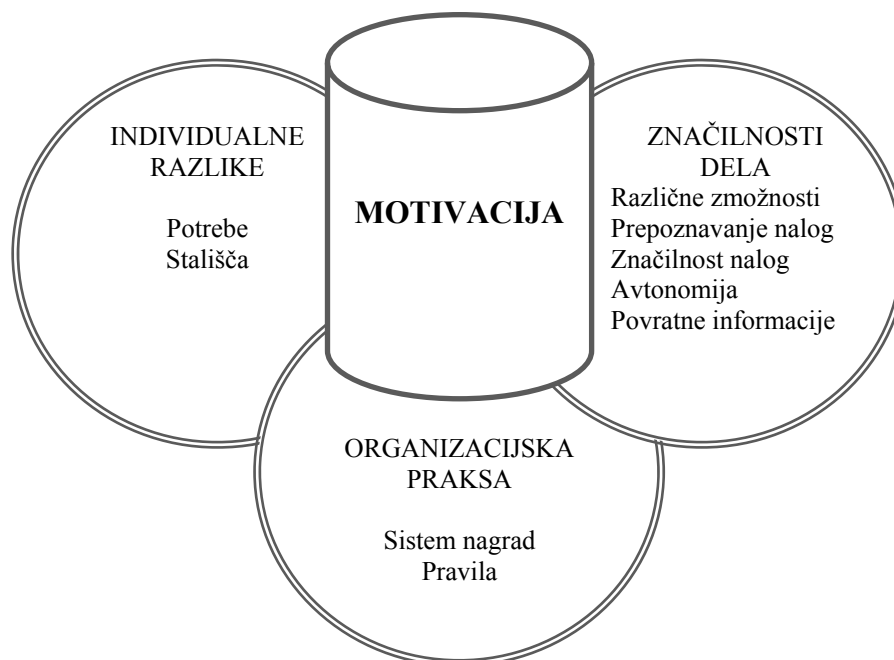 INDIVIDUALNE
RAZLIKE
Potrebe
Stališča
MOTIVACIJA
ZNAČILNOSTI
DELA
Različne zmožnosti
Prepoznavanje nalog
Značilnost nalog
Avtonomija
Povratne informacije
ORGANIZACIJSKA
PRAKSA
Sistem nagrad
Pravila